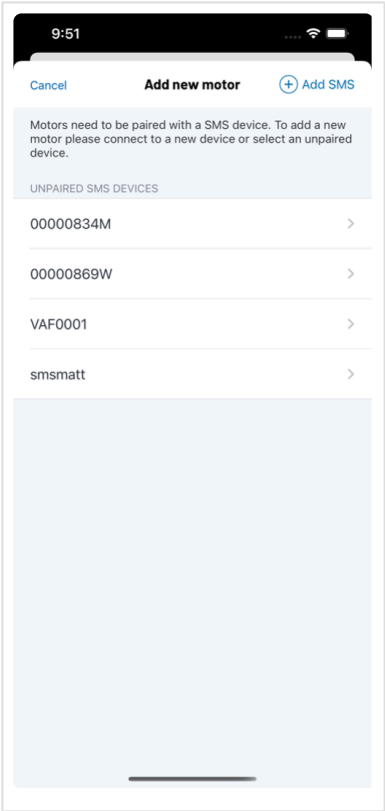 9:51
Cancel
Add new motor
Add SMS
Motors need to be paired with a SMS device. To add a new
motor please connect to a new device or select an unpaired
device.
UNPAIRED SMS DEVICES
00000834M
00000869W
VAF0001
smsmatt